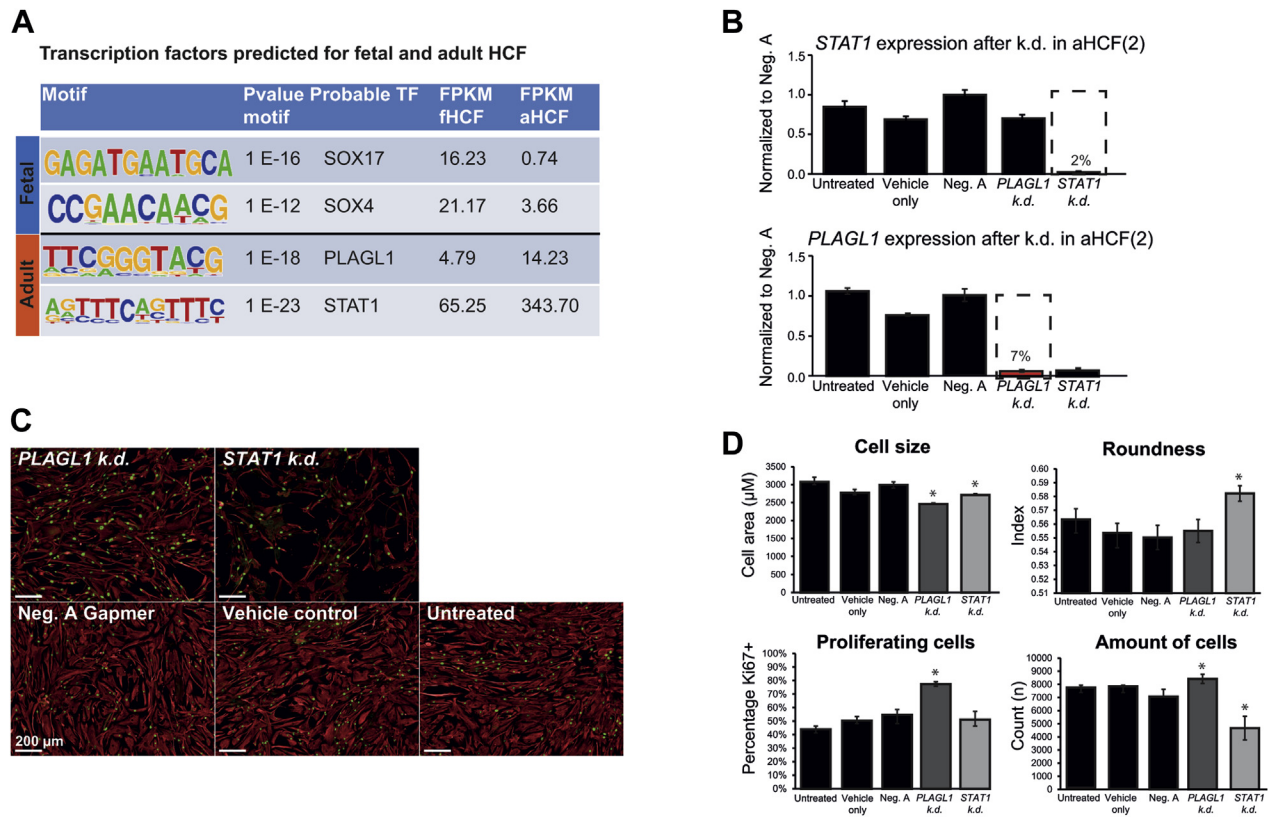 A
Transcription factors predicted for fetal and adult HCF
Motif Pvalue motif Probable TF FPKM fHCF FPKM aHCF
Fetal
GAGATGAATGCA 1 E-16 SOX17 16.23 0.74
CCGAACAACG 1 E-12 SOX4 21.17 3.66
Adult
TTCGGGTACG 1 E-18 PLAGL1 4.79 14.23
AGTTTCAGTTTC 1 E-23 STAT1 65.25 343.70
B
STAT1 expression after k.d. in aHCF(2)
Normalized to Neg. A
1.5
1.0
0.5
0.0
2%
Untreated Vehicle only Neg. A PLAGL1 k.d. STAT1 k.d.
PLAGL1 expression after k.d. in aHCF(2)
Normalized to Neg. A
1.5
1.0
0.5
0.0
7%
Untreated Vehicle only Neg. A PLAGL1 k.d. STAT1 k.d.
C
PLAGL1 k.d. STAT1 k.d.
Neg. A Gapmer Vehicle control Untreated
200 µm
D
Cell size
Cell area (µM)
3500
3000
2500
2000
1500
1000
500
0
* *
Untreated Vehicle only Neg. A PLAGL1 k.d. STAT1 k.d.
Roundness
Index
0.60
0.58
0.58
0.56
0.55
0.54
0.53
0.52
0.51
*
Untreated Vehicle only Neg. A PLAGL1 k.d. STAT1 k.d.
Proliferating cells
Percentage Ki67+
100%
90%
80%
70%
60%
50%
40%
30%
20%
10%
0%
*
Untreated Vehicle only Neg. A PLAGL1 k.d. STAT1 k.d.
Amount of cells
Count (n)
10000
9000
8000
7000
6000
5000
4000
3000
2000
1000
0
* *
Untreated Vehicle only Neg. A PLAGL1 k.d. STAT1 k.d.